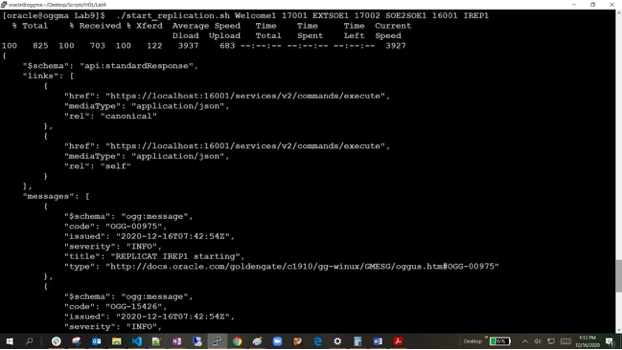 oracle@oggma:~/Desktop/Scripts/HOL/Lab9
[oracle@oggma Lab9]$ ./start_replication.sh Welcome1 17001 EXTSOE1 17002 SOE2SOE1 16001 IREP1
% Total % Received % Xferd Average Speed Time Time Time Current
Dload Upload Total Spent Left Speed
100 825 100 703 100 122 3937 683 --:--:-- --:--:-- --:--:-- 3927
{
"$schema": "api:standardResponse",
"links": [
{
"href": "https://localhost:16001/services/v2/commands/execute",
"mediaType": "application/json",
"rel": "canonical"
},
{
"href": "https://localhost:16001/services/v2/commands/execute",
"mediaType": "application/json",
"rel": "self"
}
],
"messages": [
{
"$schema": "ogg:message",
"code": "OGG-00975",
"issued": "2020-12-16T07:42:54Z",
"severity": "INFO",
"title": "REPLICAT IREP1 starting",
"type": "http://docs.oracle.com/goldengate/c1910/gg-winux/GMESG/oggus.htm#OGG-00975"
},
{
"$schema": "ogg:message",
"code": "OGG-15426",
"issued": "2020-12-16T07:42:54Z",
"severity": "INFO",
Desktop
1:13 PM
12/16/2020